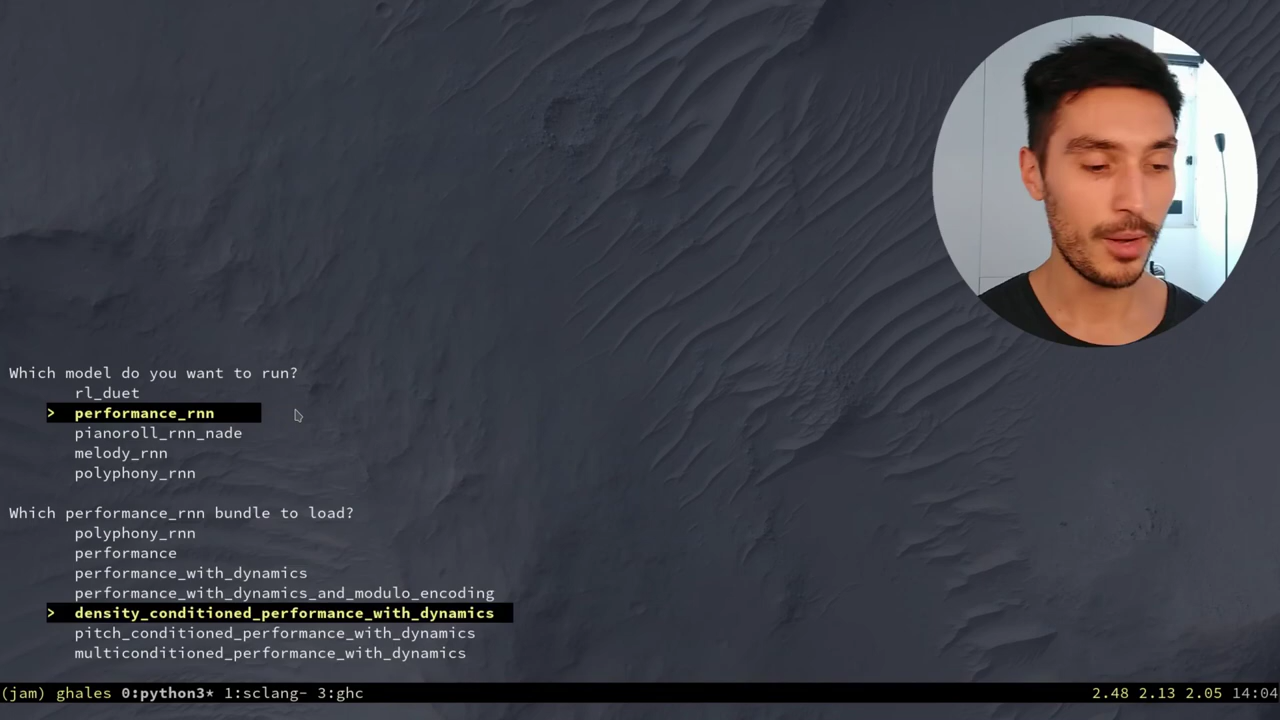 Which model do you want to run?
rl_duet
> performance_rnn
pianoroll_rnn_nade
melody_rnn
polyphony_rnn
Which performance_rnn bundle to load?
polyphony_rnn
performance
performance_with_dynamics
performance_with_dynamics_and_modulo_encoding
> density_conditioned_performance_with_dynamics
pitch_conditioned_performance_with_dynamics
multiconditioned_performance_with_dynamics
(jam) ghales 0:python3* 1:sclang- 3:ghc 2.48 2.13 2.05 14:04